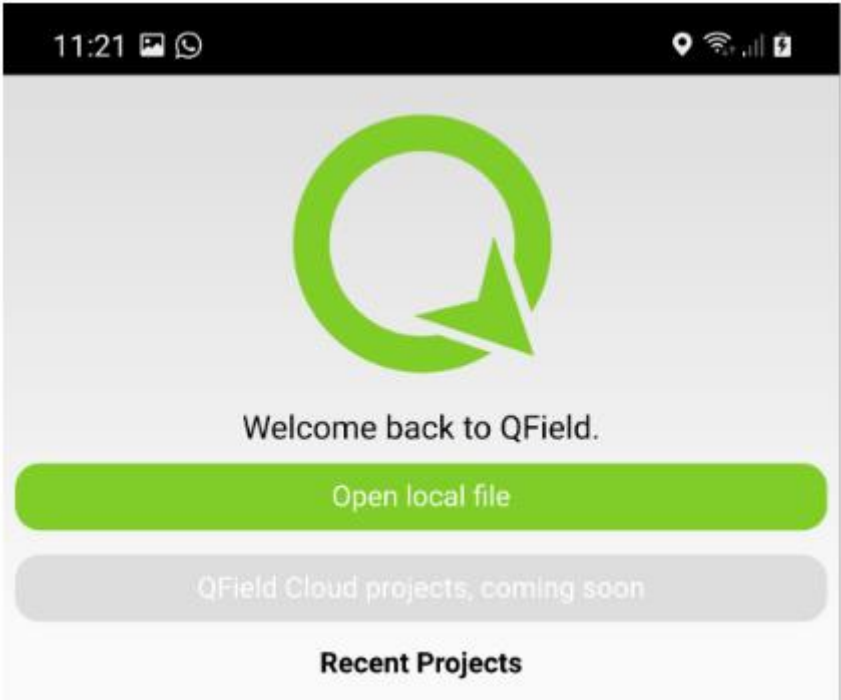 11:21
Welcome back to QField.
Open local file
QField Cloud projects, coming soon
Recent Projects